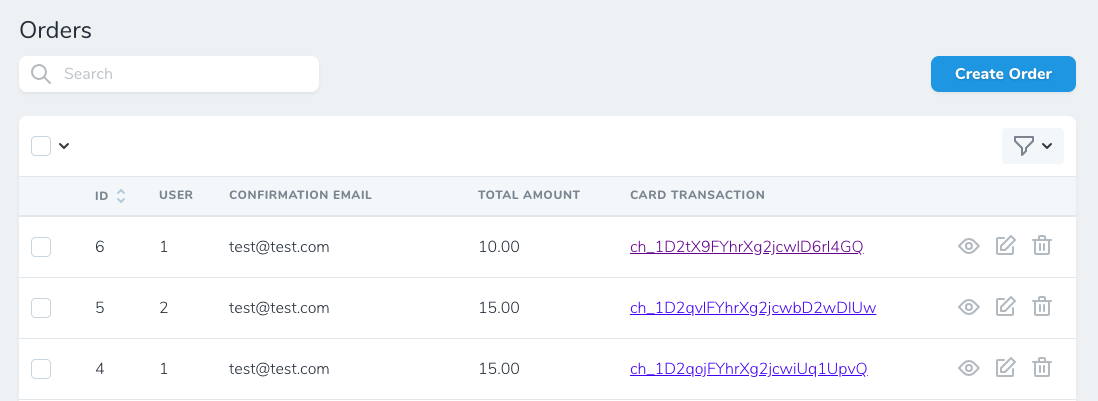 Orders
Search
Create Order
ID USER CONFIRMATION EMAIL TOTAL AMOUNT CARD TRANSACTION
6 1 test@test.com 10.00 ch_1D2tX9FYhrXg2jcwlD6rl4GQ
5 2 test@test.com 15.00 ch_1D2qvlFYhrXg2jcwbD2wDlUw
4 1 test@test.com 15.00 ch_1D2qojFYhrXg2jcwiUq1UpvQ